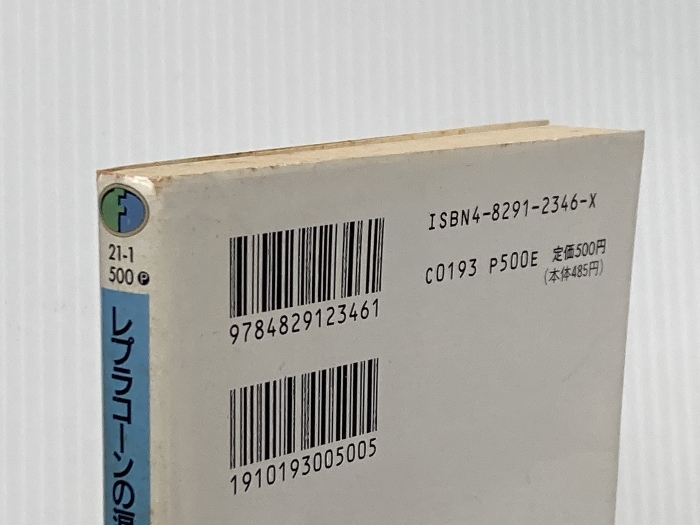 21-1
500 P
レプラコーンの
9784829123461
1910193005005
ISBN4-8291-2346-X
C0193 P500E 定価500円
(本体485円)